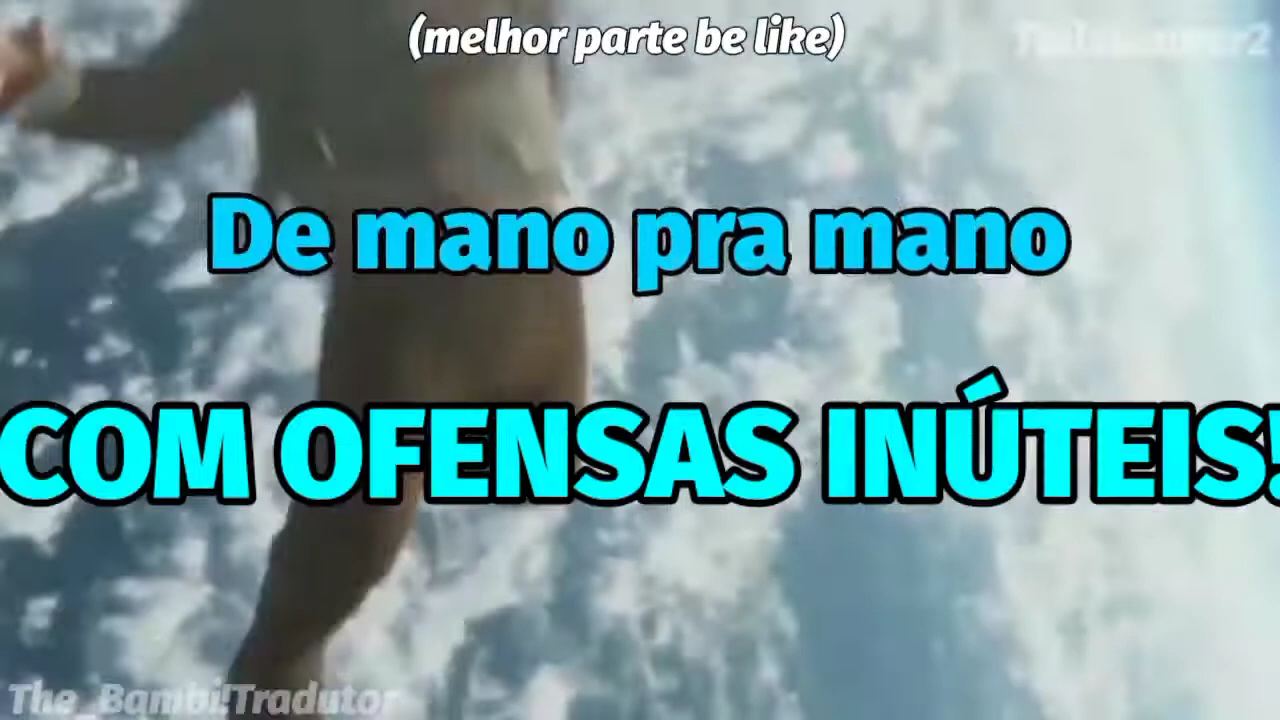 (melhor parte be like)
De mano pra mano
COM OFENSAS INÚTEIS!
The_Bambi!Tradutor